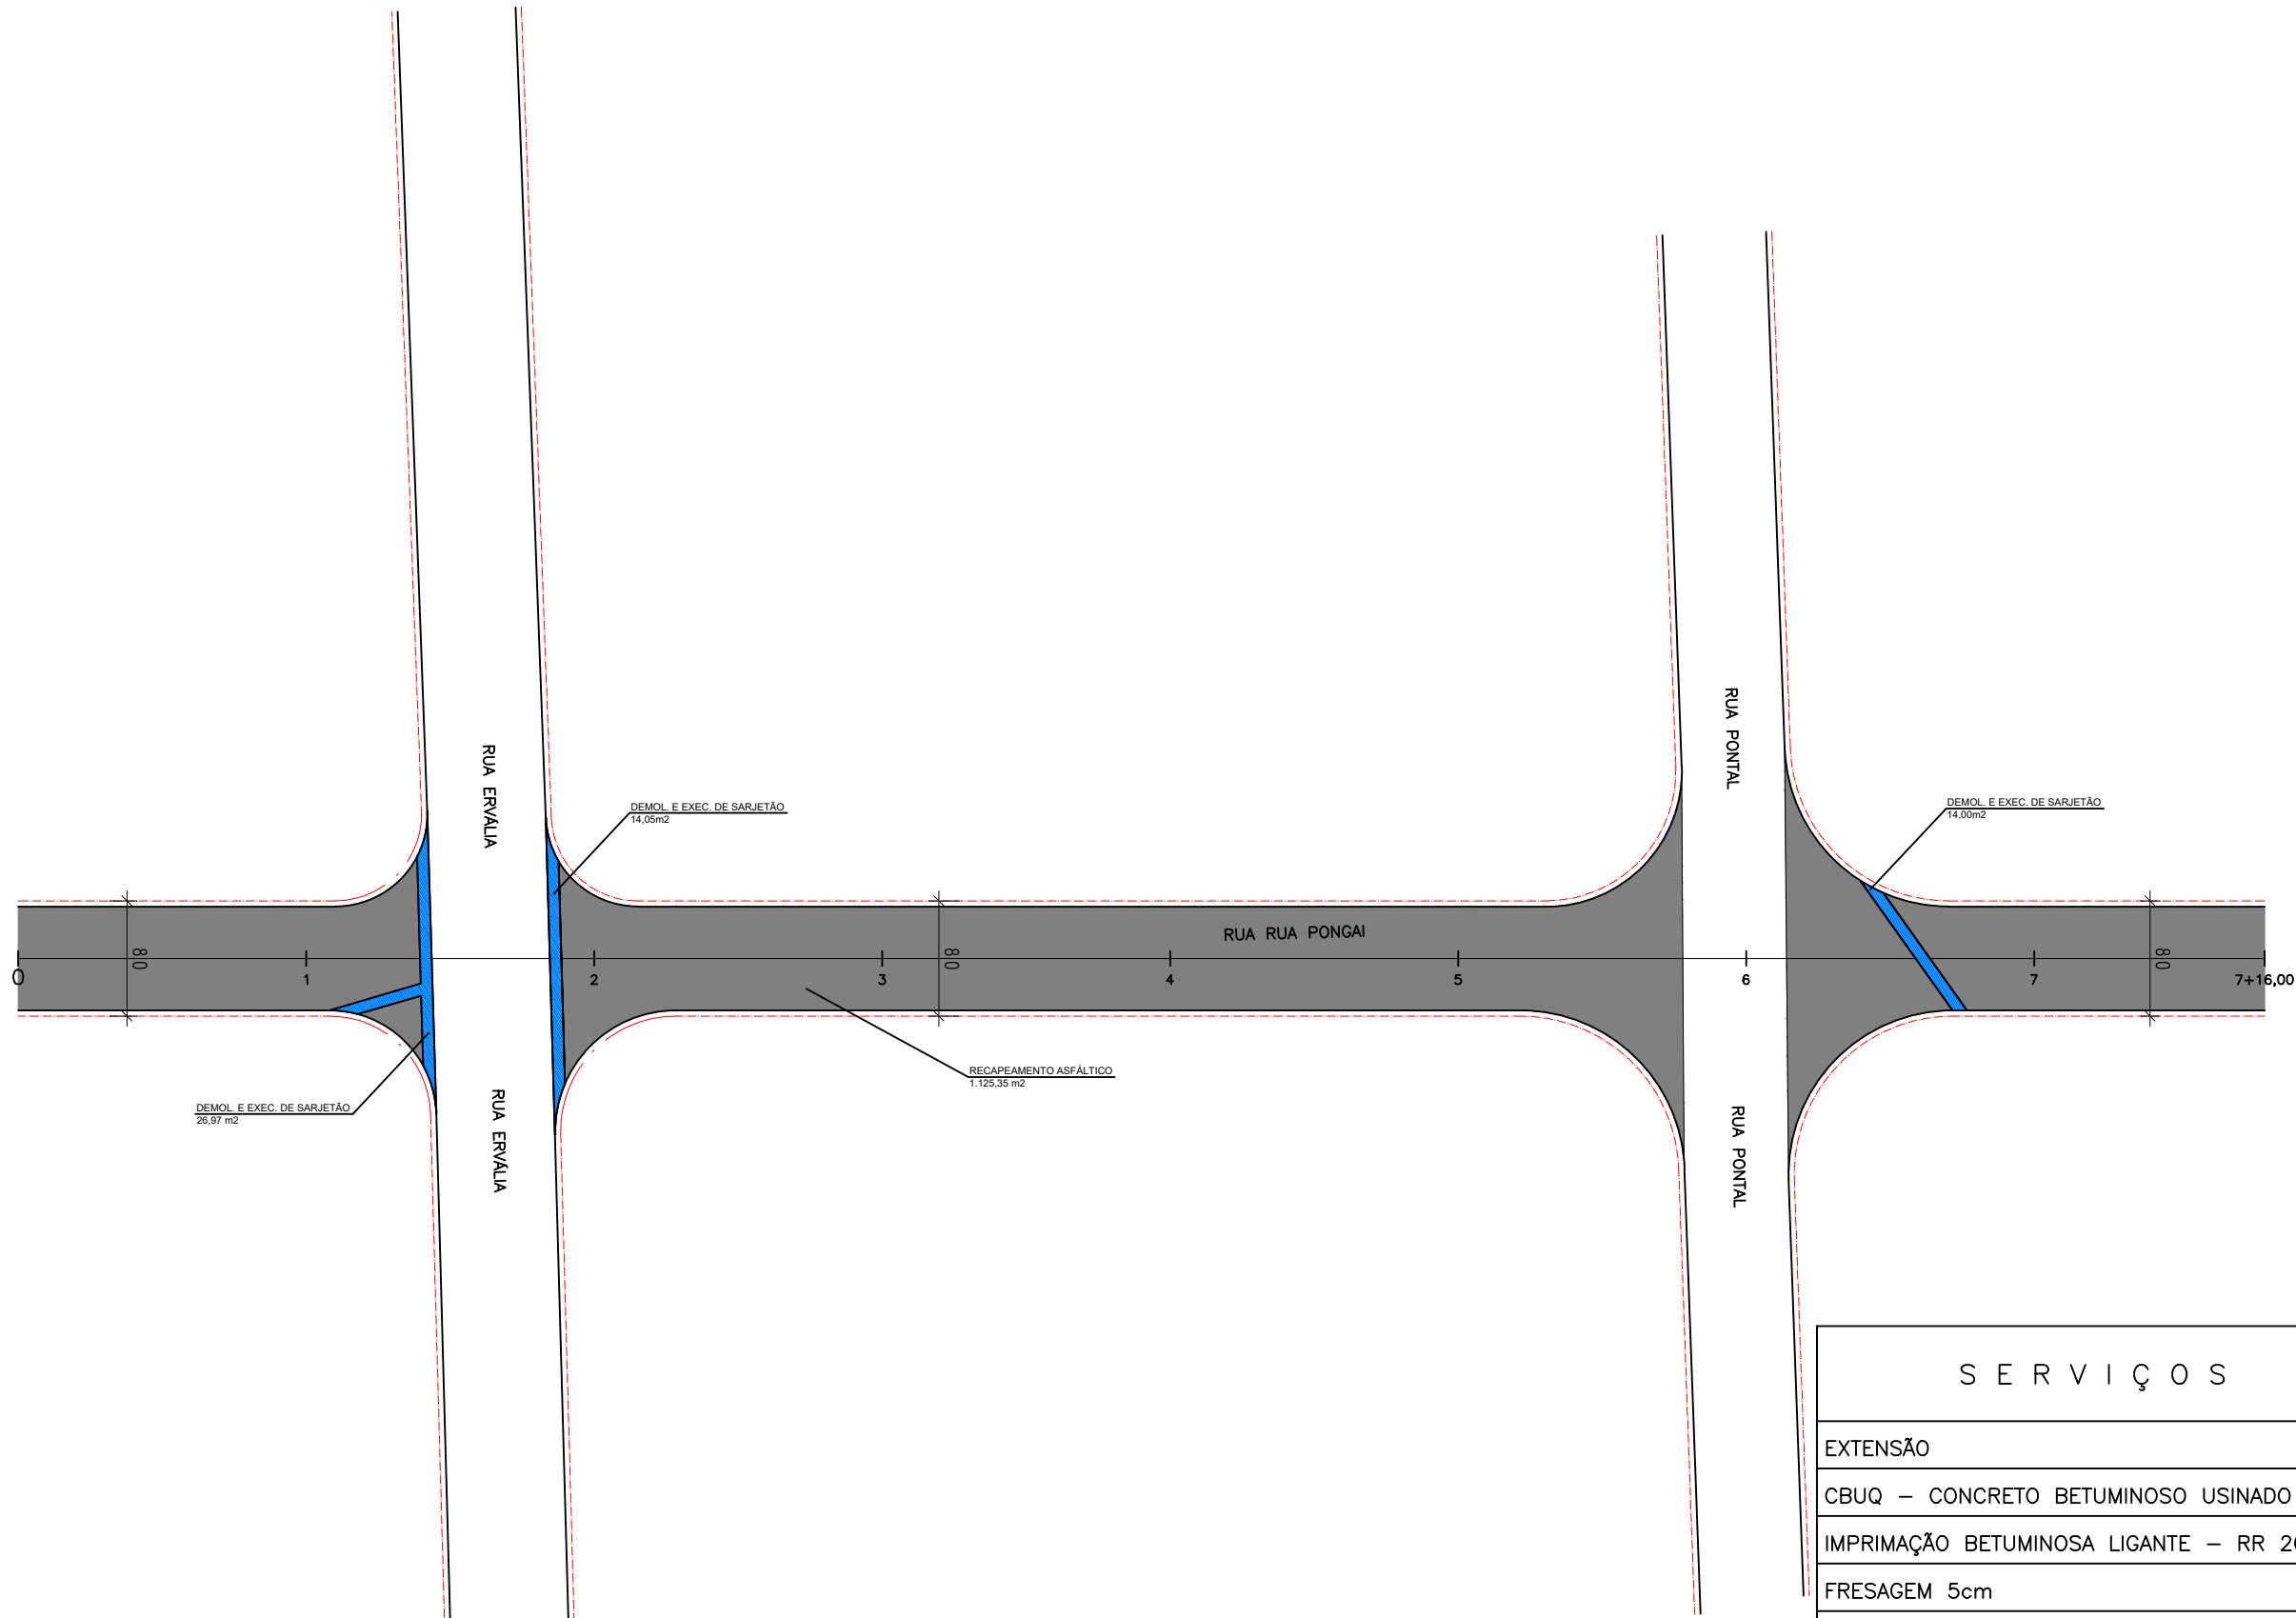 RUA ERVÁLIA
RUA PONTAL
DEMOL. E EXEC. DE SARJETÃO
14,05m2
DEMOL. E EXEC. DE SARJETÃO
14,00m2
RUA RUA PONGAI
8.0
8.0
8.0
0
1
2
3
4
5
6
7
7+16,00
RECAPEAMENTO ASFÁLTICO
1.125,35 m2
DEMOL. E EXEC. DE SARJETÃO
26,97 m2
RUA ERVÁLIA
RUA PONTAL
SERVIÇOS
EXTENSÃO
CBUQ – CONCRETO BETUMINOSO USINADO
IMPRIMAÇÃO BETUMINOSA LIGANTE – RR
FRESAGEM 5cm